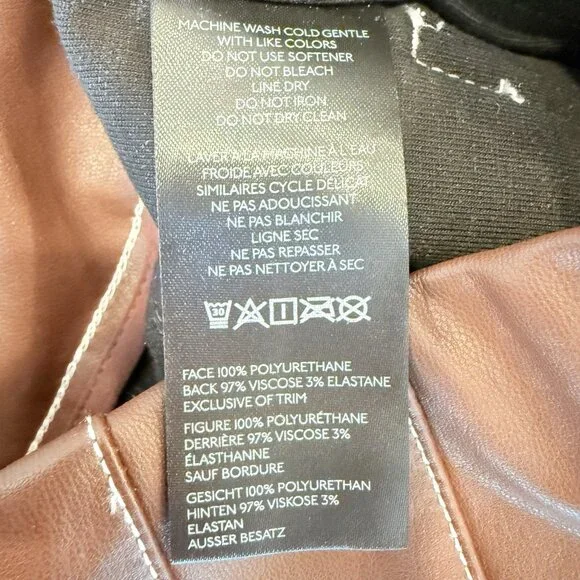 MACHINE WASH COLD GENTLE
WITH LIKE COLORS
DO NOT USE SOFTENER
DO NOT BLEACH
LINE DRY
DO NOT IRON
DO NOT DRY CLEAN
LAVER A LA MACHINE À L'EAU
FROIDE AVEC COULEURS
SIMILAIRES CYCLE DÉLICAT
NE PAS ADOUCISSANT
NE PAS BLANCHIR
LIGNE SEC
NE PAS REPASSER
NE PAS NETTOYER À SEC
30
FACE 100% POLYURETHANE
BACK 97% VISCOSE 3% ELASTANE
EXCLUSIVE OF TRIM
FIGURE 100% POLYURÉTHANE
DERRIÈRE 97% VISCOSE 3%
ÉLASTHANNE
SAUF BORDURE
GESICHT 100% POLYURETHAN
HINTEN 97% VISKOSE 3%
ELASTAN
AUSSER BESATZ